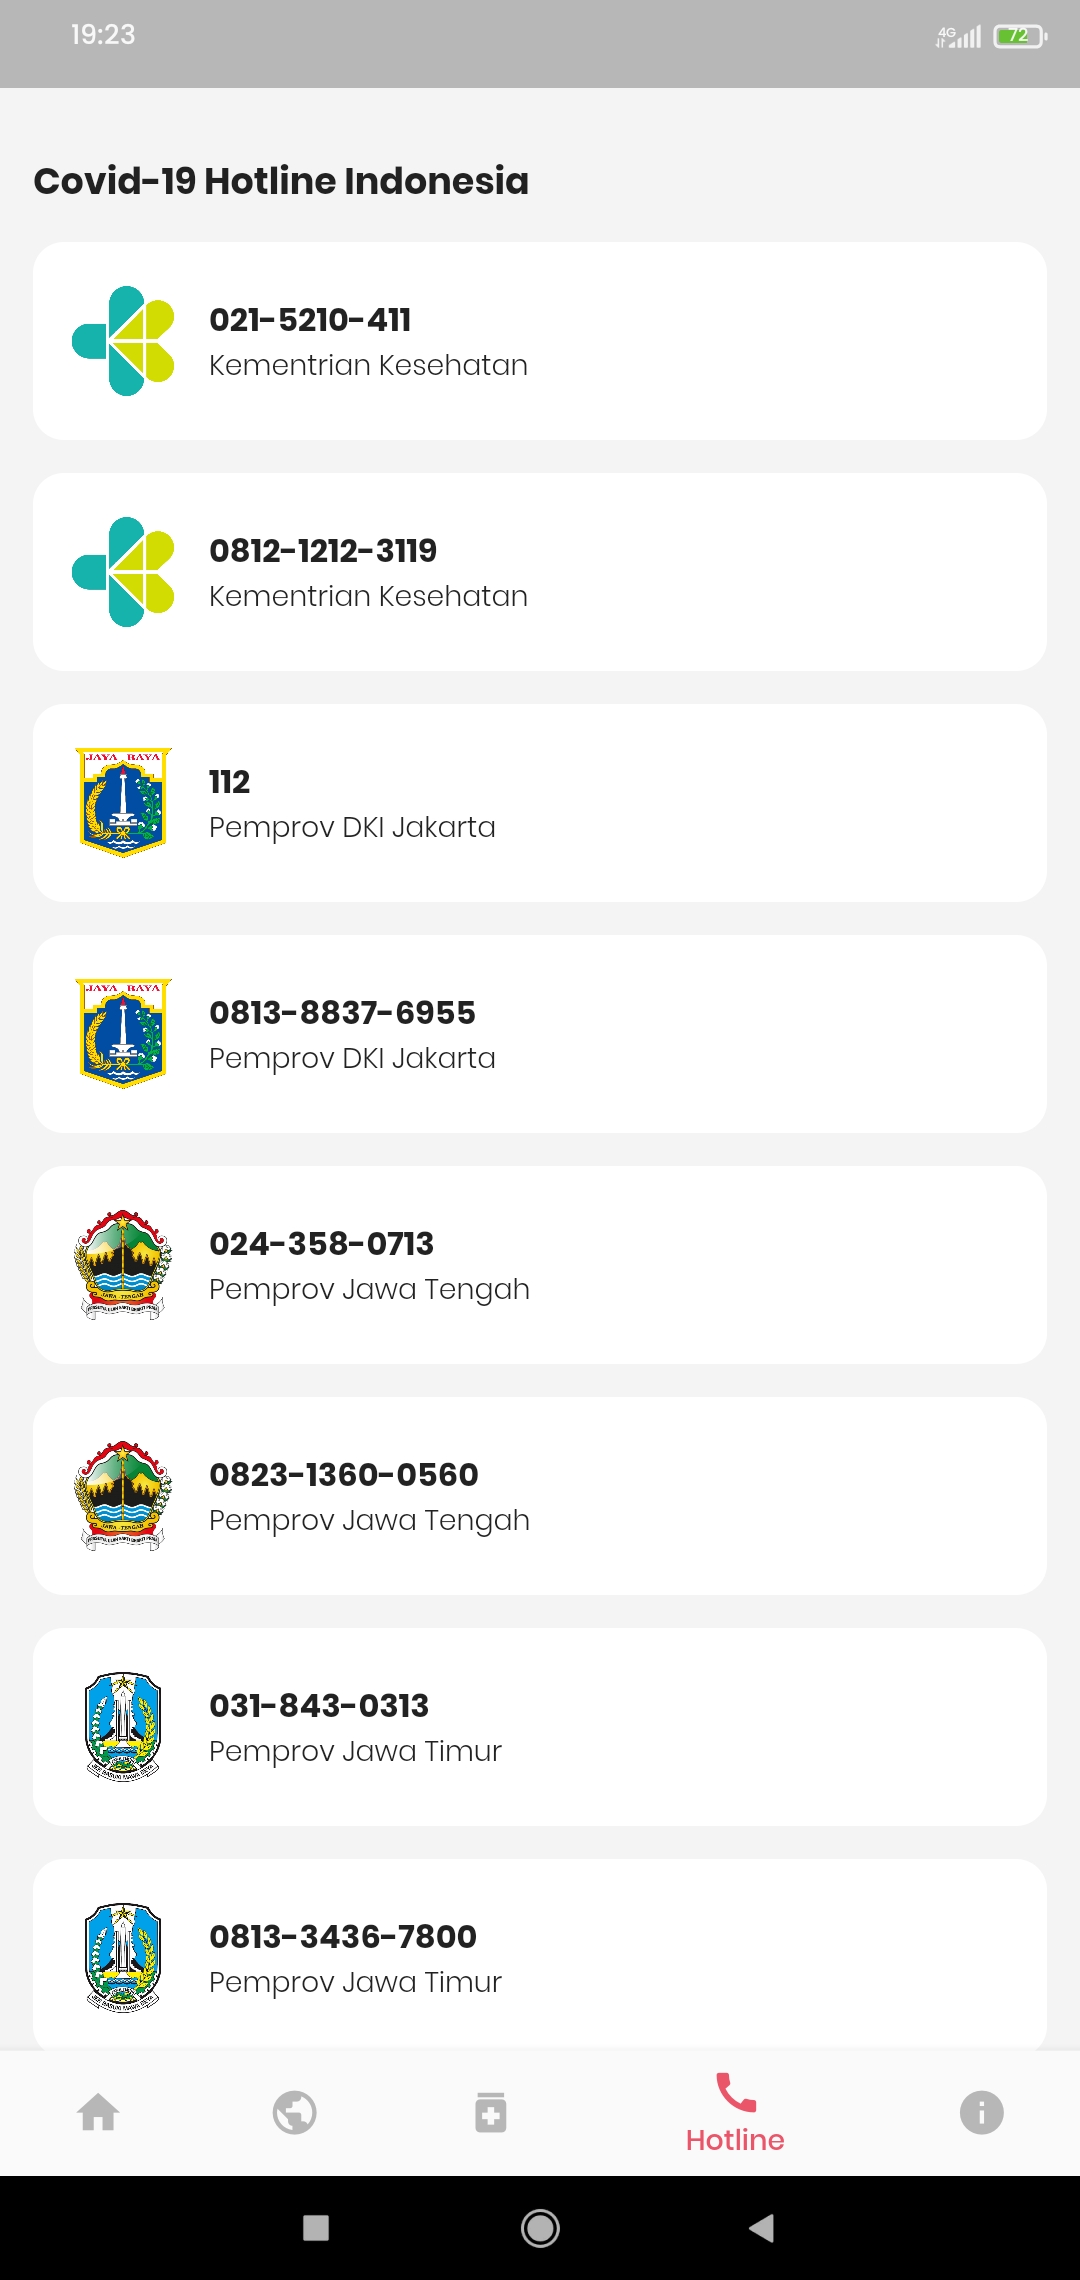 19:23
4G
72
Covid-19 Hotline Indonesia
021-5210-411
Kementrian Kesehatan
0812-1212-3119
Kementrian Kesehatan
JAYA RAYA
112
Pemprov DKI Jakarta
JAYA RAYA
0813-8837-6955
Pemprov DKI Jakarta
024-358-0713
Pemprov Jawa Tengah
JAWA TENGAH
0823-1360-0560
Pemprov Jawa Tengah
JAWA TENGAH
031-843-0313
Pemprov Jawa Timur
0813-3436-7800
Pemprov Jawa Timur
Hotline